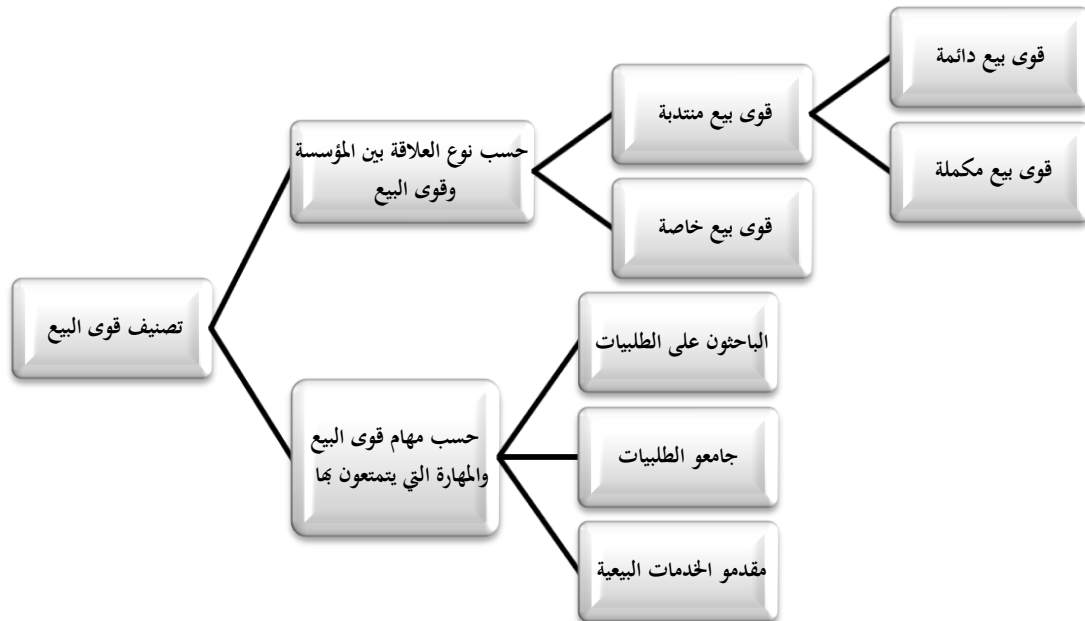 تصنيف قوى البيع
حسب نوع العلاقة بين المؤسسة
وقوى البيع
قوى بيع منتدبة
قوى بيع دائمة
قوى بيع مكملة
قوى بيع خاصة
حسب مهام قوى البيع
والمهارة التي يتمتعون بها
الباحثون على الطلبيات
جامعو الطلبيات
مقدمو الخدمات البيعية